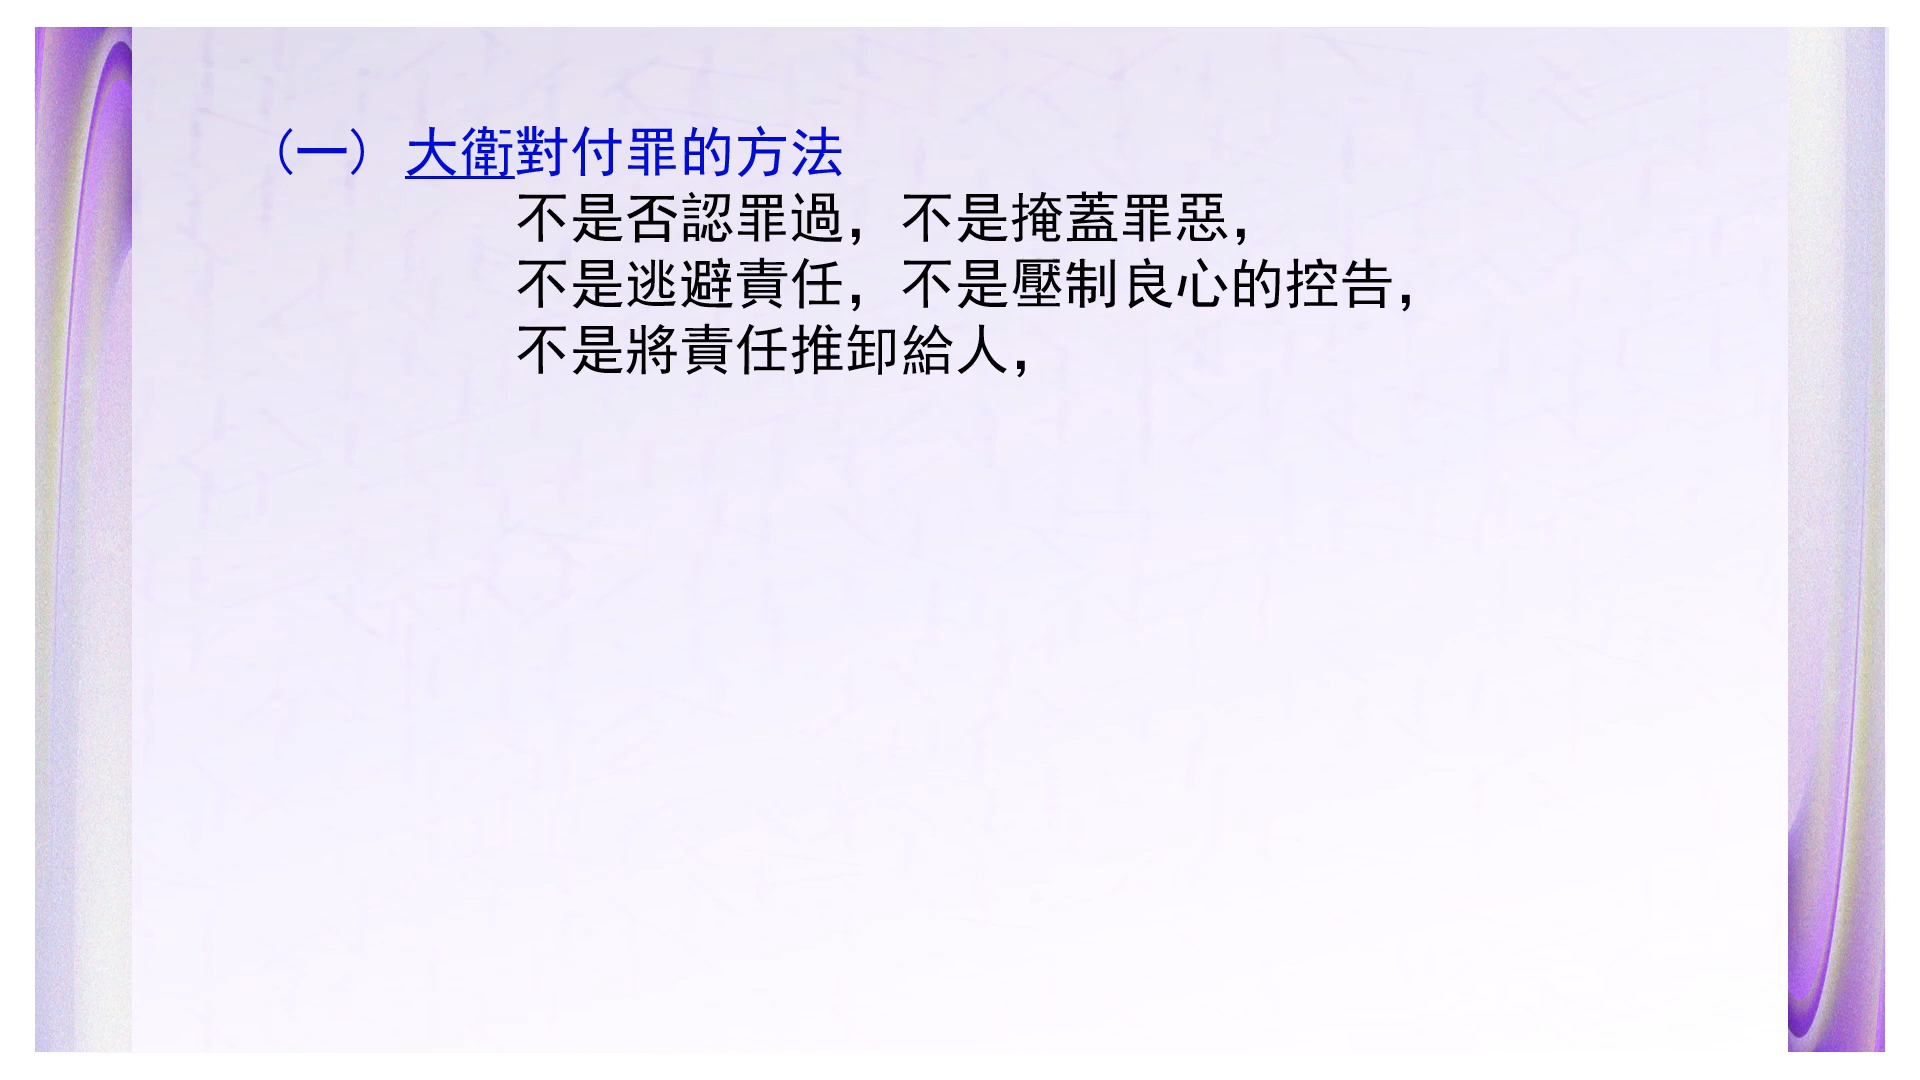 （一） 大衛對付罪的方法
不是否認罪過，不是掩蓋罪惡，
不是逃避責任，不是壓制良心的控告，
不是將責任推卸給人，